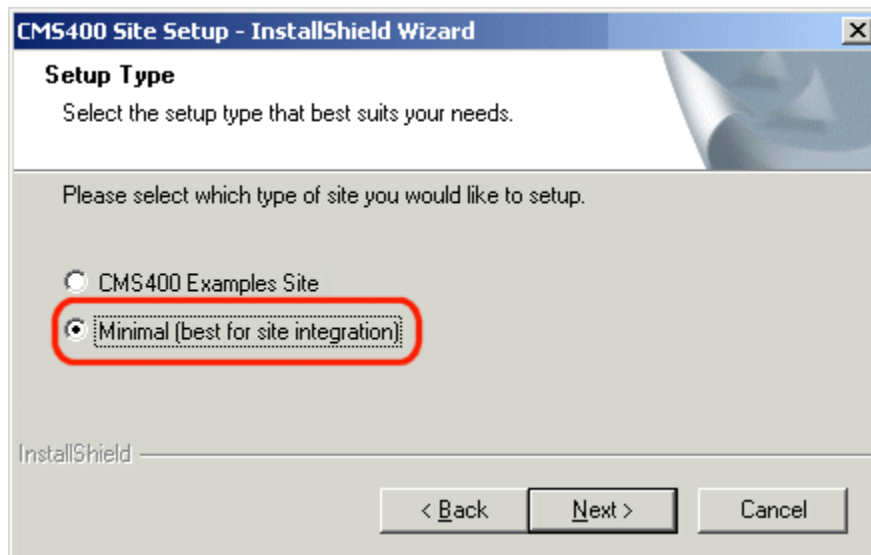 CMS400 Site Setup - InstallShield Wizard
Setup Type
Select the setup type that best suits your needs.
Please select which type of site you would like to setup.
CMS400 Examples Site
Minimal (best for site integration)
InstallShield
< Back
Next >
Cancel